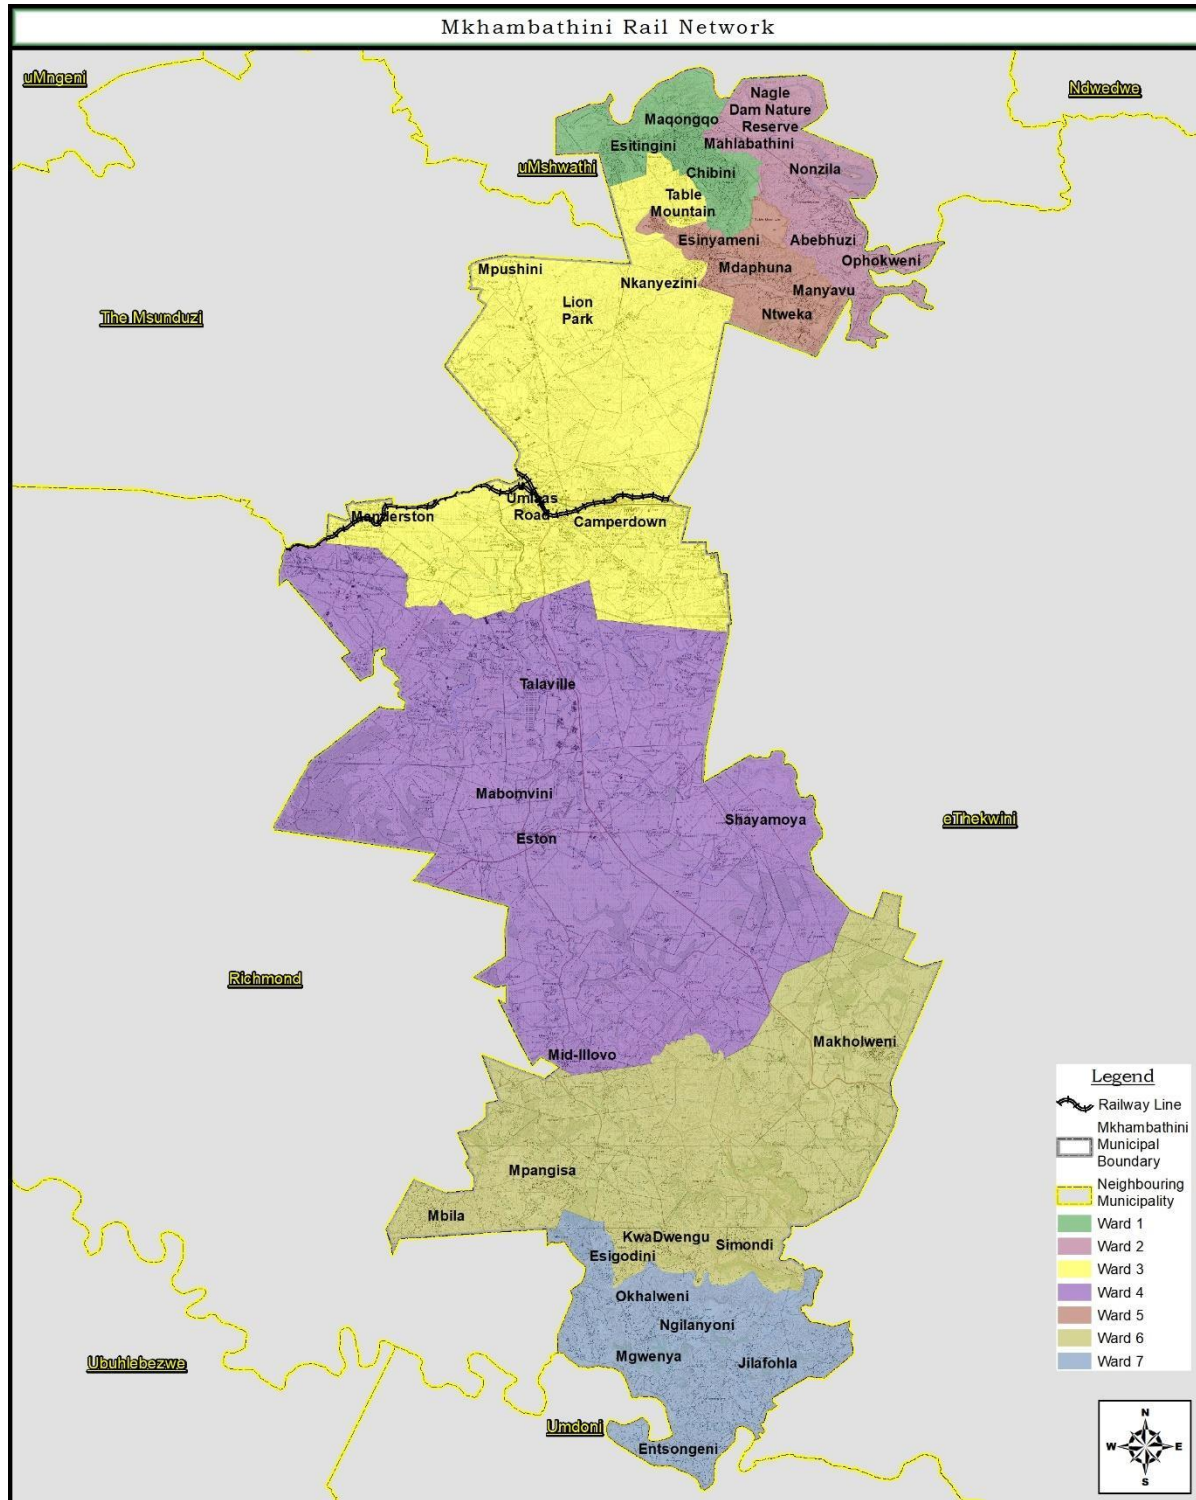 Mkhambathini Rail Network
uMngeni
Ndwedwe
Nagle
Dam Nature
Reserve
Maqongqo
Mahlabathini
Esitingini
uMshwathi
Chibini
Nonzila
Table
Mountain
Esinyameni
Abebhuzi
Ophokweni
Mpushini
Mdaphuna
Nkanyezini
Manyavu
Lion
Park
Ntweka
The Msunduzi
Umlaas
Road
Manderston
Camperdown
Talaville
Mabomvini
Shayamoya
eThekwini
Eston
Richmond
Makholweni
Mid-Illovo
Mpangisa
Mbila
KwaDwengu
Simondi
Esigodini
Okhalweni
Ngilanyoni
Mgwenya
Jilafohla
Ubuhlebezwe
Umdoni
Entsongeni
Legend
Railway Line
Mkhambathini
Municipal
Boundary
Neighbouring
Municipality
Ward 1
Ward 2
Ward 3
Ward 4
Ward 5
Ward 6
Ward 7
N
W E
S